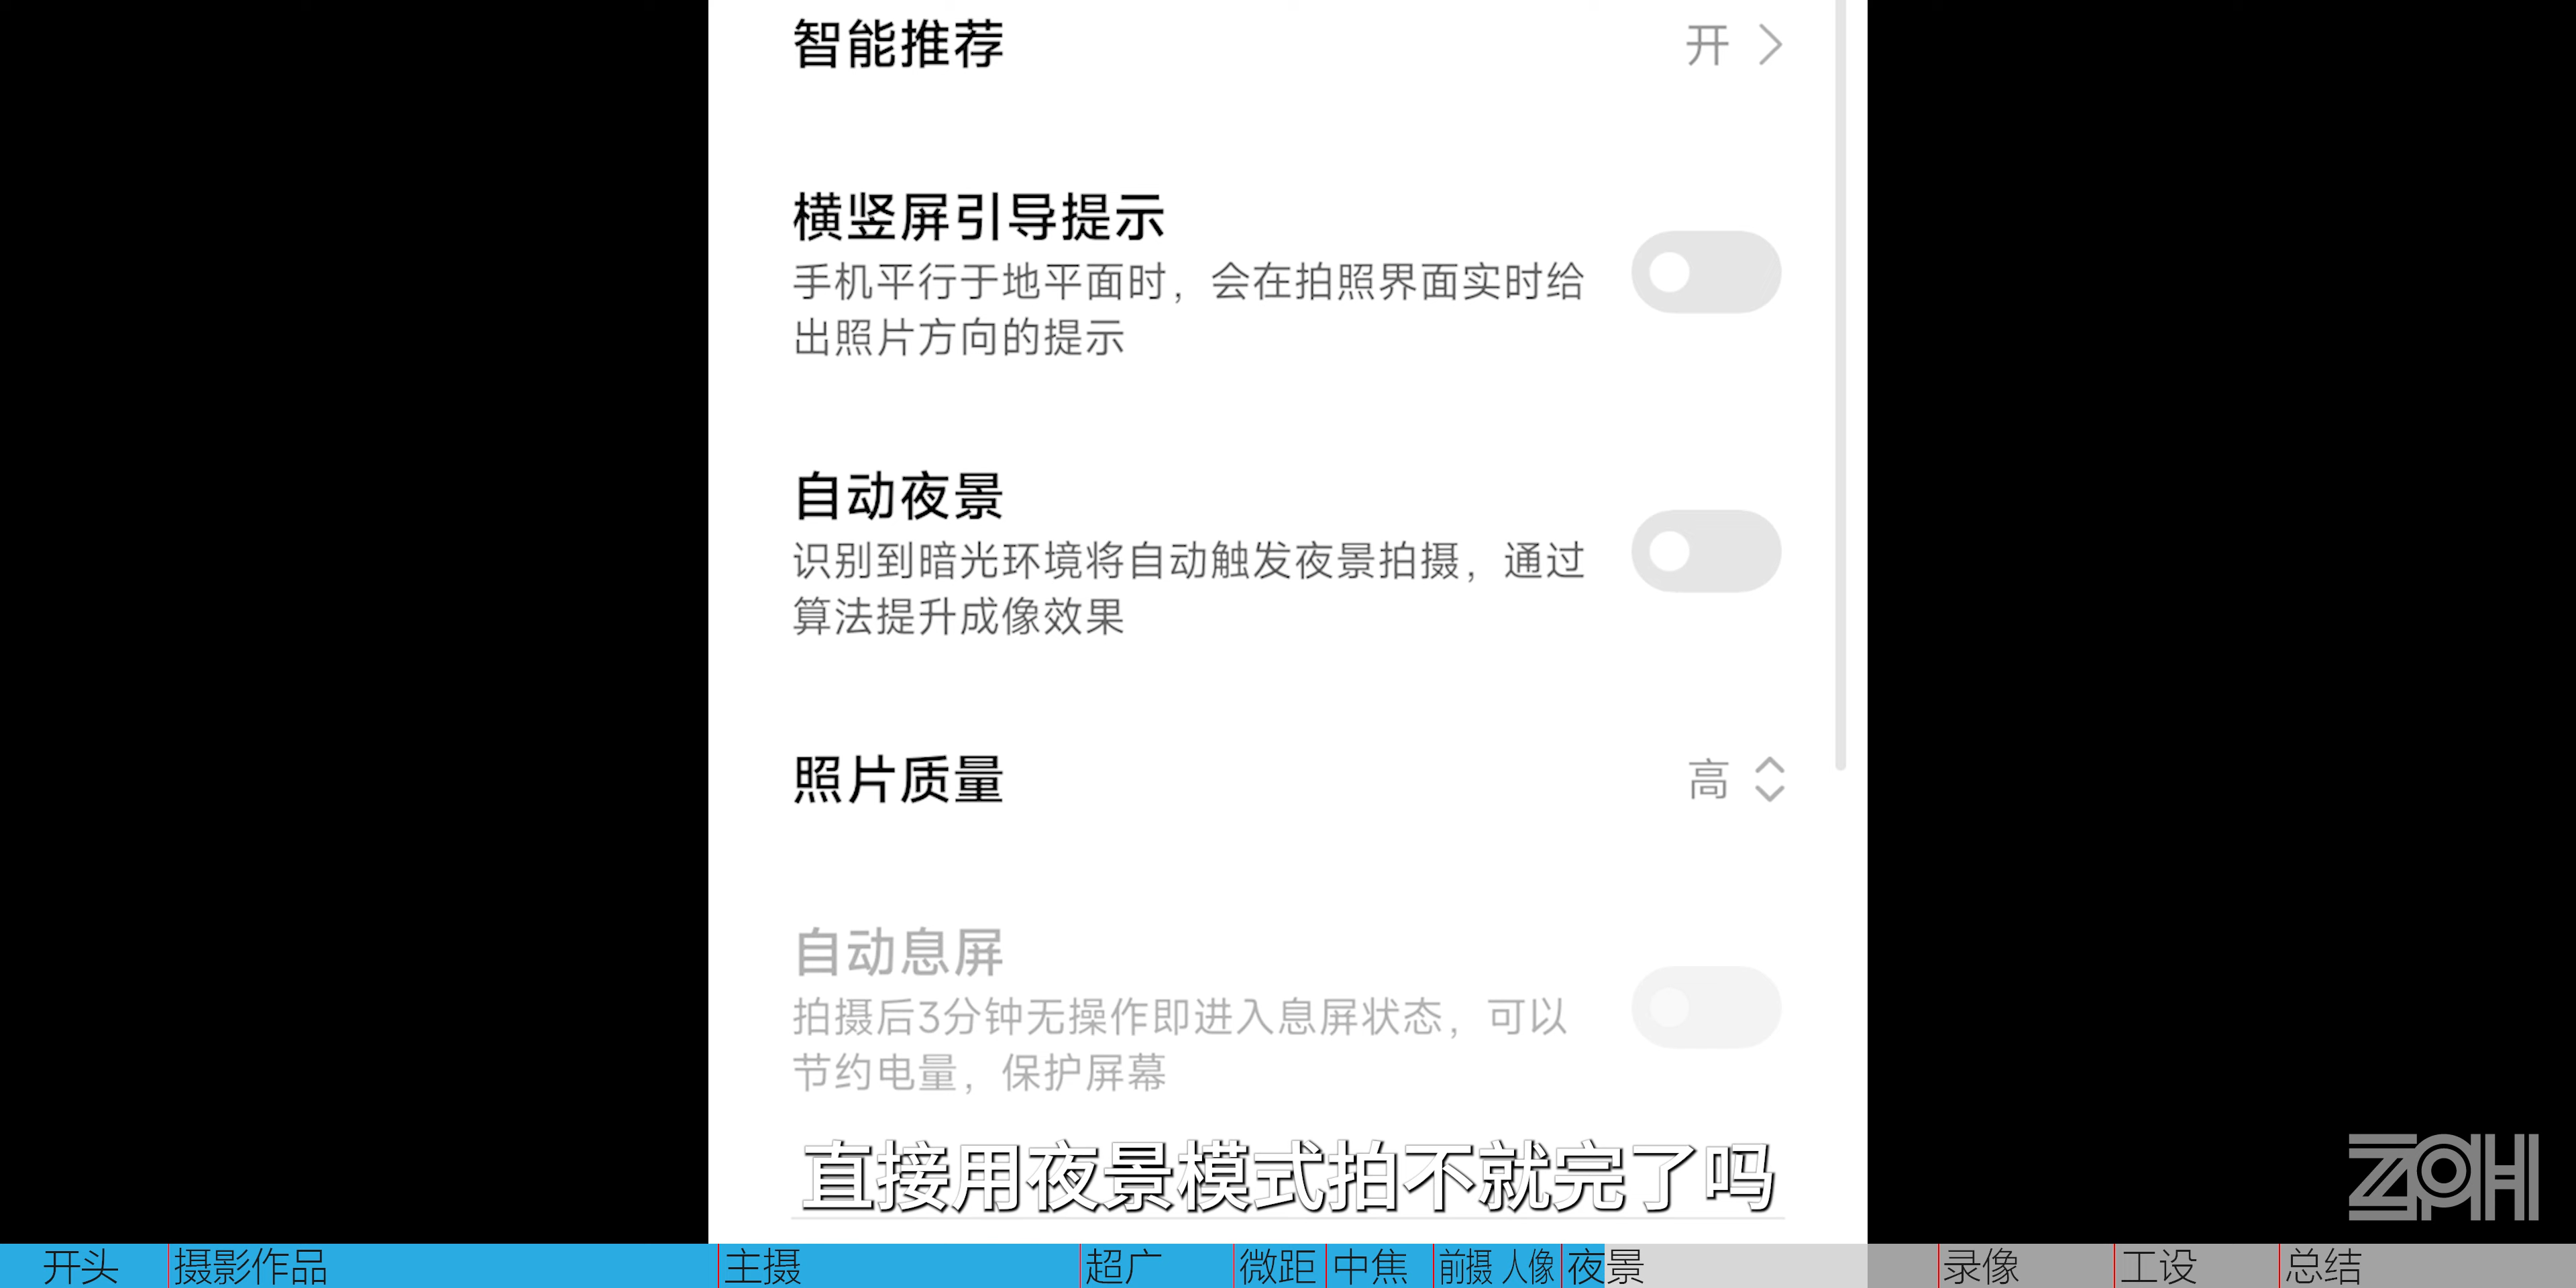 智能推荐 开
横竖屏引导提示
手机平行于地平面时，会在拍照界面实时给
出照片方向的提示
自动夜景
识别到暗光环境将自动触发夜景拍摄，通过
算法提升成像效果
照片质量 高
自动息屏
拍摄后3分钟无操作即进入息屏状态，可以
节约电量，保护屏幕
直接用夜景模式拍不就完了吗
ZPH
开头 摄影作品 主摄 超广 微距 中焦 前摄 人像 夜景 录像 工设 总结